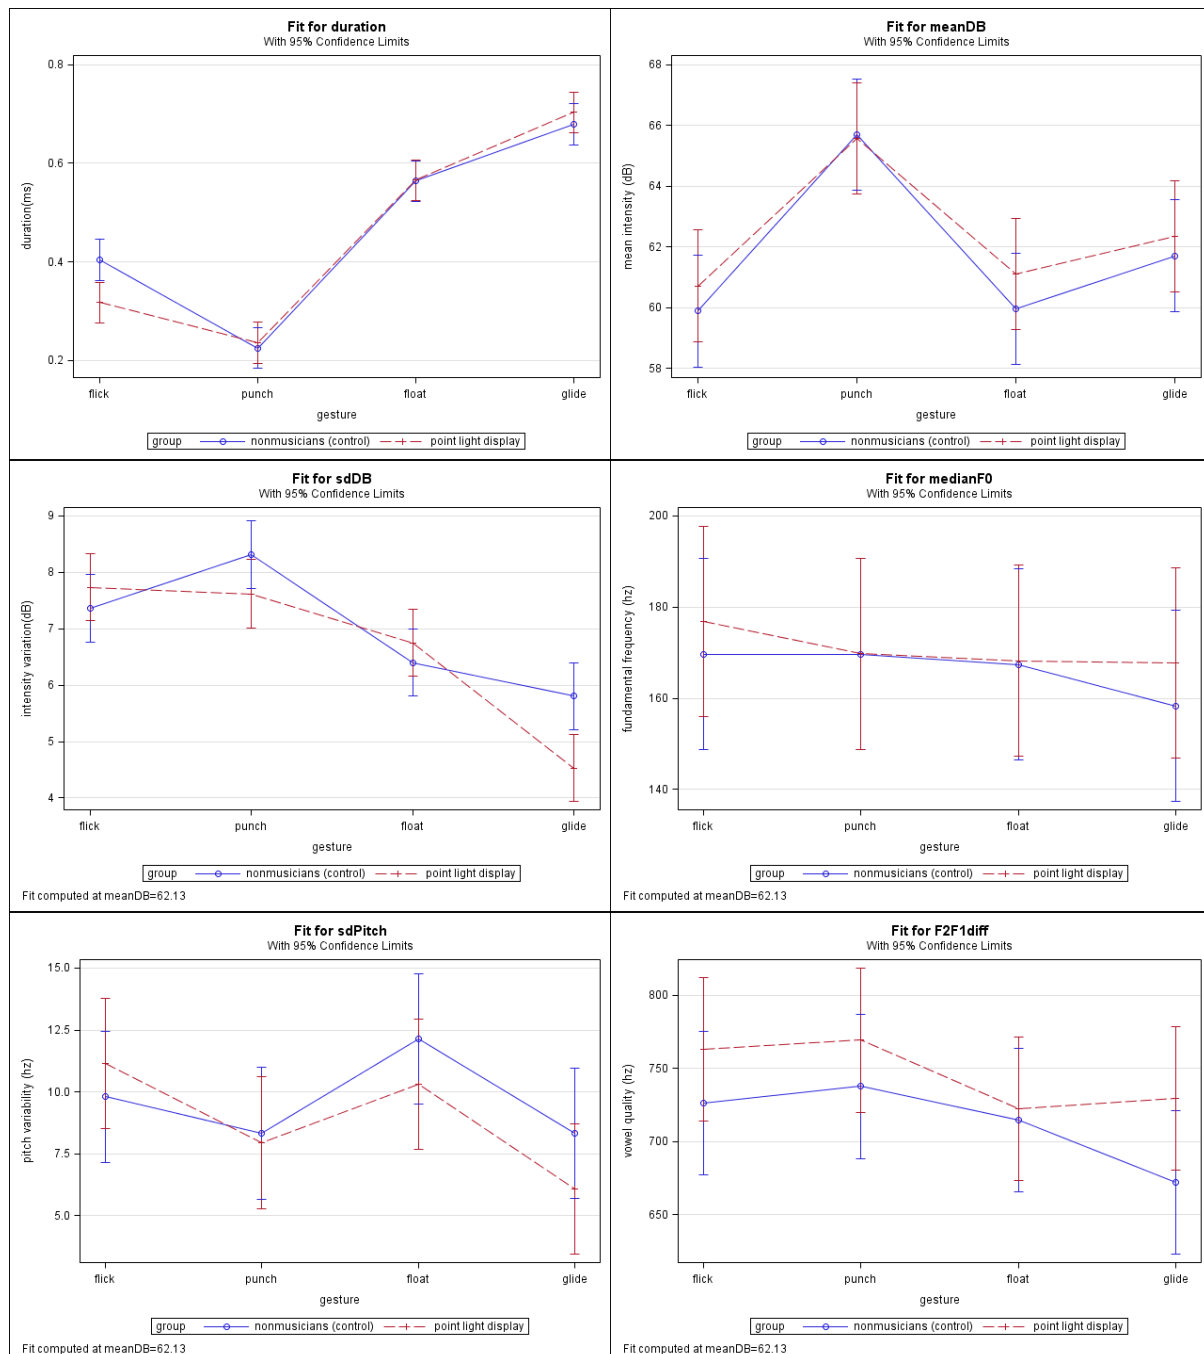 Fit for duration
With 95% Confidence Limits
0.8
0.6
0.4
0.2
duration(ms)
flick punch float glide
gesture
group nonmusicians (control) point light display
Fit for meanDB
With 95% Confidence Limits
68
66
64
62
60
58
mean intensity (dB)
flick punch float glide
gesture
group nonmusicians (control) point light display
Fit for sdDB
With 95% Confidence Limits
9
8
7
6
5
4
intensity variation(dB)
flick punch float glide
gesture
group nonmusicians (control) point light display
Fit computed at meanDB=62.13
Fit for medianF0
With 95% Confidence Limits
200
180
160
140
fundamental frequency (hz)
flick punch float glide
gesture
group nonmusicians (control) point light display
Fit computed at meanDB=62.13
Fit for sdPitch
With 95% Confidence Limits
15.0
12.5
10.0
7.5
5.0
pitch variability (hz)
flick punch float glide
gesture
group nonmusicians (control) point light display
Fit computed at meanDB=62.13
Fit for F2F1diff
With 95% Confidence Limits
800
750
700
650
vowel quality (hz)
flick punch float glide
gesture
group nonmusicians (control) point light display
Fit computed at meanDB=62.13